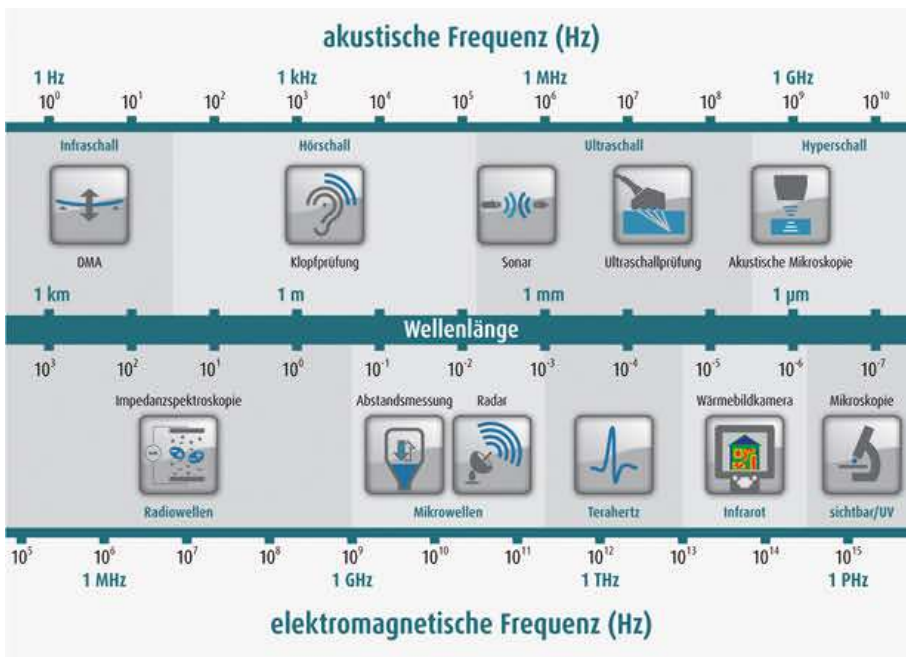 akustische Frequenz (Hz)
1 Hz 1 kHz 1 MHz 1 GHz
10⁰ 10¹ 10² 10³ 10⁴ 10⁵ 10⁶ 10⁷ 10⁸ 10⁹ 10¹⁰
Infraschall Hörschall Ultraschall Hyperschall
DMA Klopfprüfung Sonar Ultraschallprüfung Akustische Mikroskopie
1 km 1 m 1 mm 1 µm
Wellenlänge
10³ 10² 10¹ 10⁰ 10⁻¹ 10⁻² 10⁻³ 10⁻⁴ 10⁻⁵ 10⁻⁶ 10⁻⁷
Impedanzspektroskopie Abstandsmessung Radar Wärmebildkamera Mikroskopie
Radiowellen Mikrowellen Terahertz Infrarot sichtbar/UV
10⁵ 10⁶ 10⁷ 10⁸ 10⁹ 10¹⁰ 10¹¹ 10¹² 10¹³ 10¹⁴ 10¹⁵
1 MHz 1 GHz 1 THz 1 PHz
elektromagnetische Frequenz (Hz)